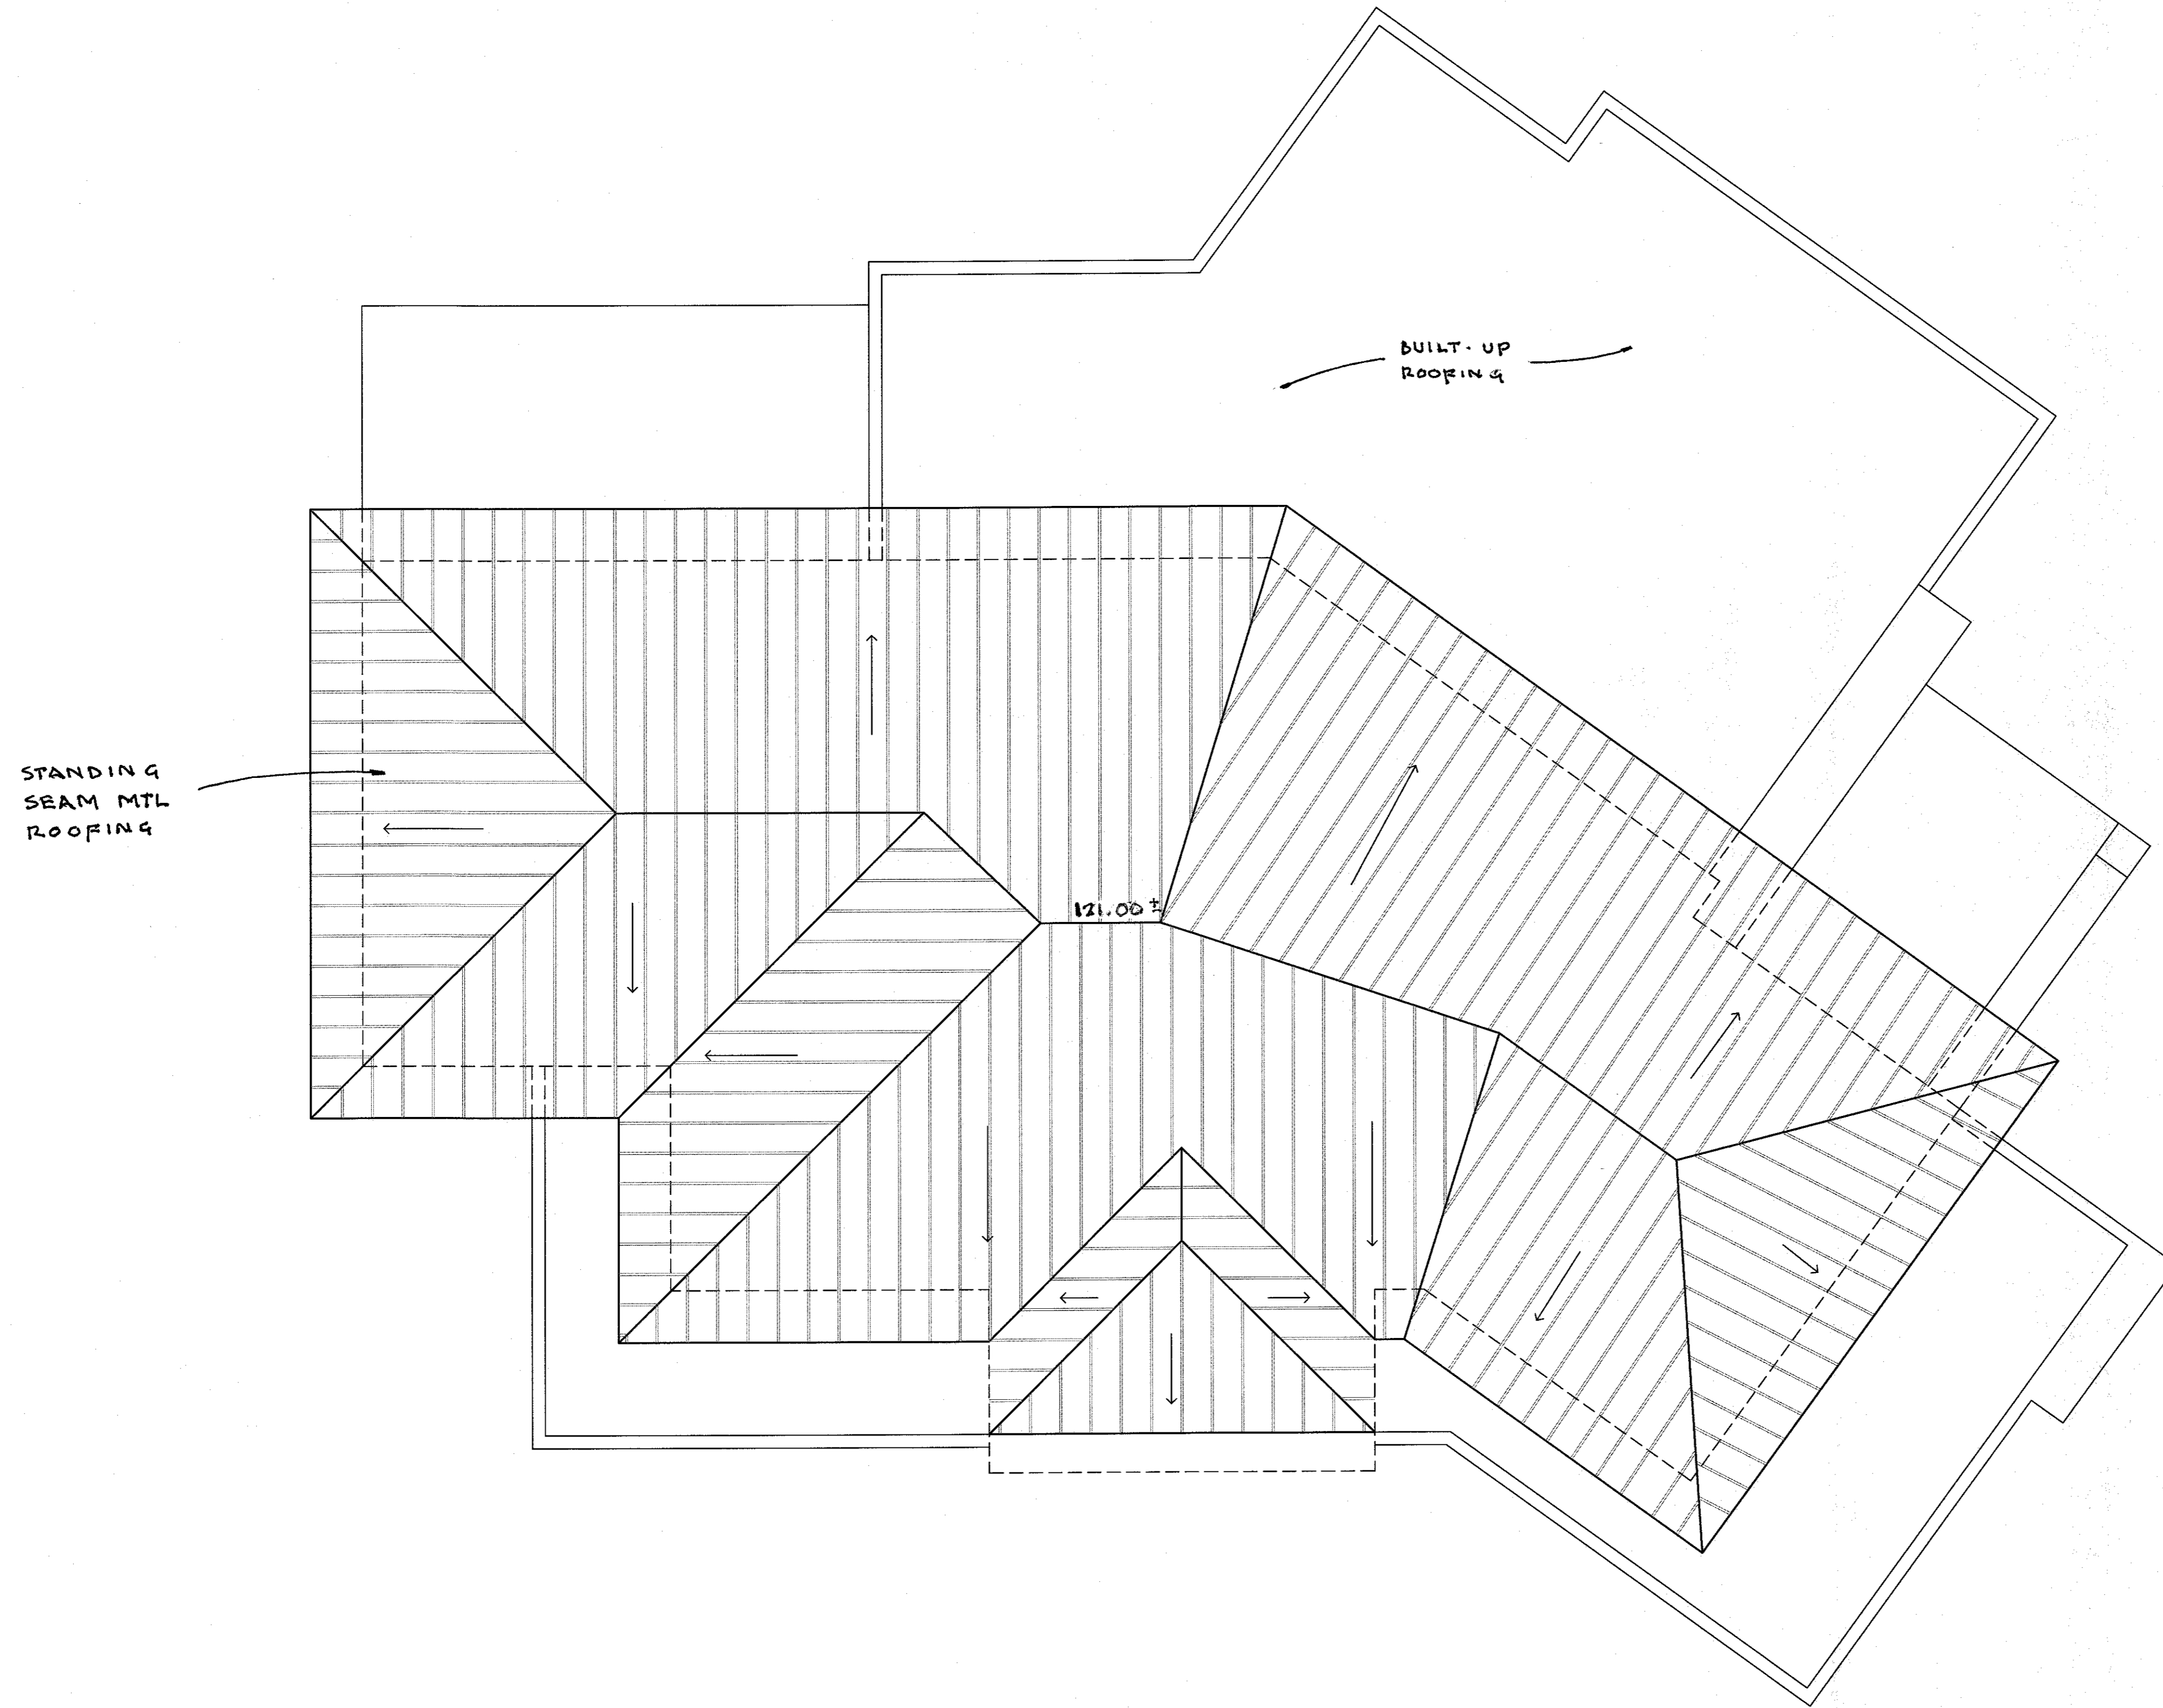 BUILT-UP
ROOFING
STANDING
SEAM MTL
ROOFING
121.00 ±